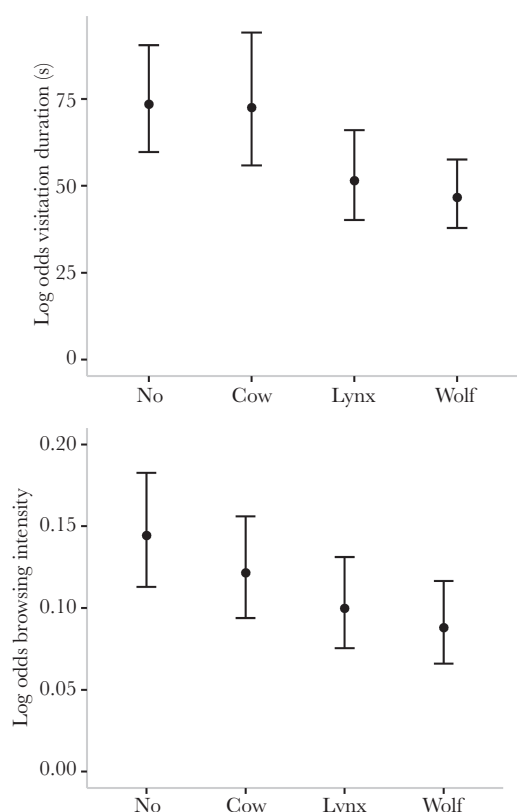 Log odds visitation duration (s)
75
50
25
0
No Cow Lynx Wolf
Log odds browsing intensity
0.20
0.15
0.10
0.05
0.00
No Cow Lynx Wolf